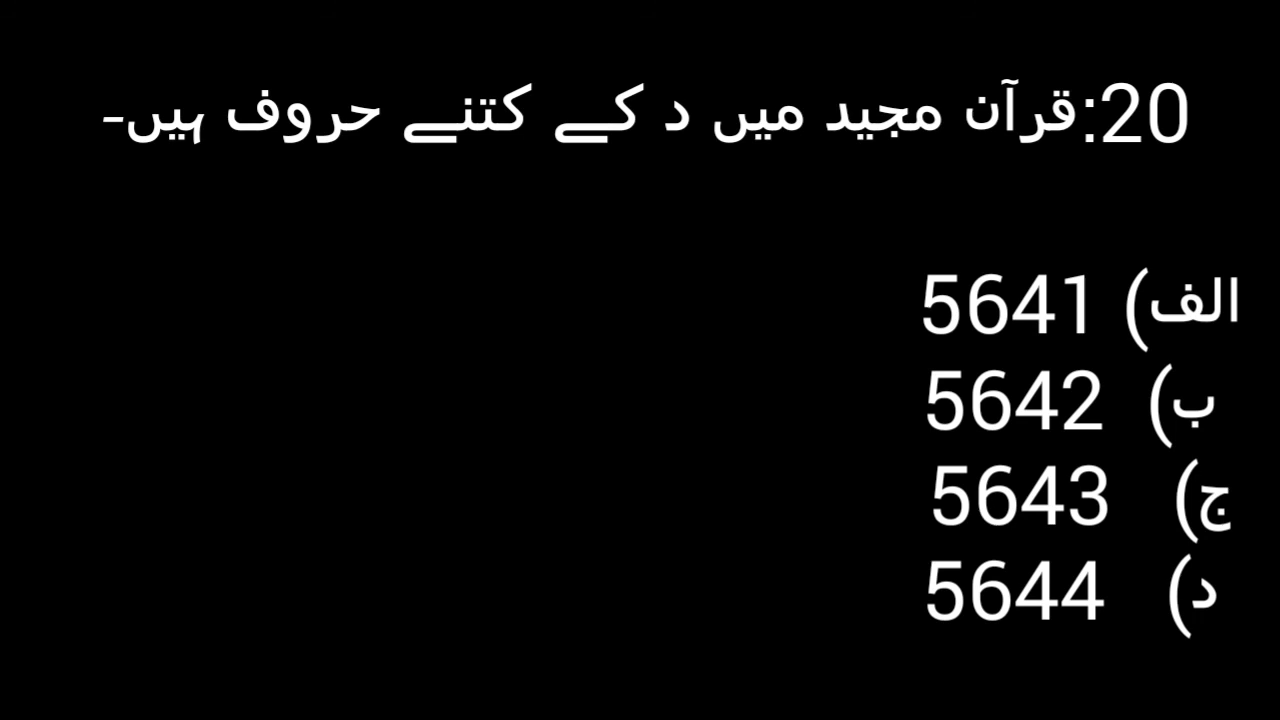 20:قرآن مجید میں د کے کتنے حروف ہیں۔
الف) 5641
ب) 5642
ج) 5643
د) 5644